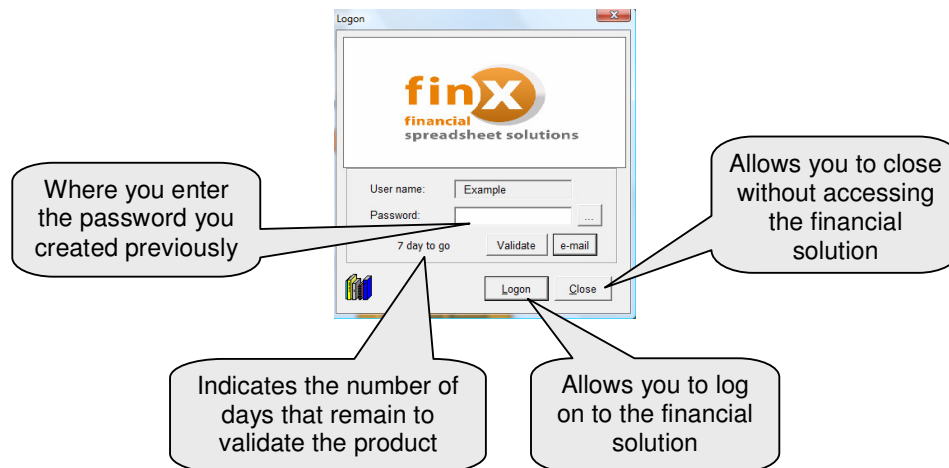 Logon
finX
financial
spreadsheet solutions
Where you enter
the password you
created previously
User name: Example
Password: ...
7 day to go Validate e-mail
Logon Close
Allows you to close
without accessing
the financial
solution
Indicates the number of
days that remain to
validate the product
Allows you to log
on to the financial
solution